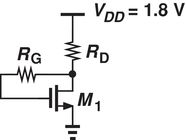 V_DD = 1.8 V
R_G
R_D
M_1